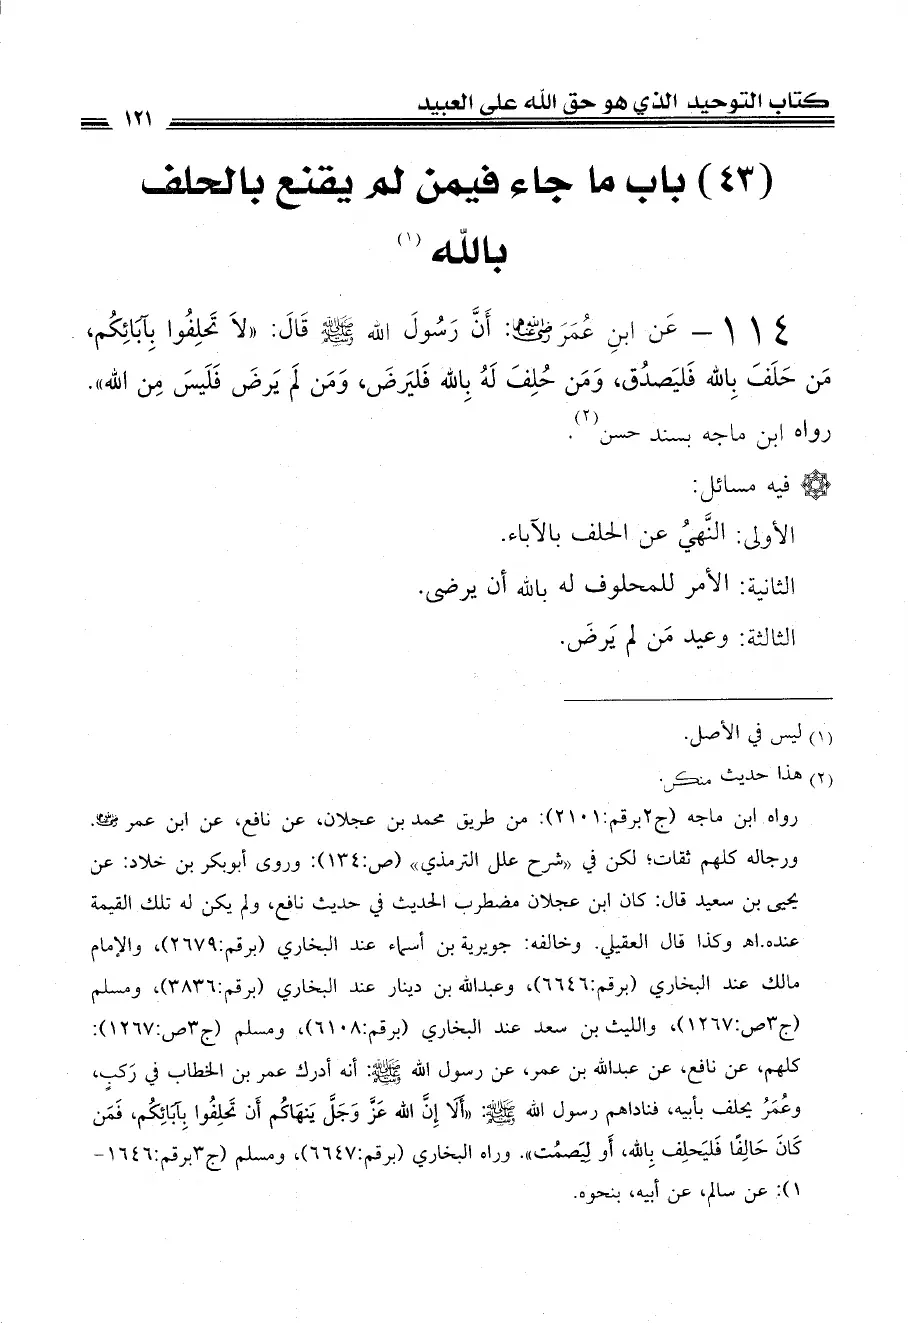 كتاب التوحيد الذي هو حق الله على العبيد
١٢١
(٤٣) باب ما جاء فيمن لم يقنع بالحلف
بالله (١)
١١٤ – عَن ابنِ عُمَرَ رضي الله عنهما: أَنَّ رَسُولَ الله ﷺ قَالَ: «لاَ تَحلِفُوا بِآبَائِكُم،
مَن حَلَفَ بِالله فَليَصدُق، وَمَن حُلِفَ لَهُ بِالله فَليَرضَ، وَمَن لَم يَرضَ فَلَيسَ مِن الله».
رواه ابن ماجه بسند حسن(٢).
فيه مسائل:
الأولى: النَّهيُ عن الحلف بالآباء.
الثانية: الأمر للمحلوف له بالله أن يرضى.
الثالثة: وعيد مَن لم يَرضَ.
(١) ليس في الأصل.
(٢) هذا حديث منكر.
رواه ابن ماجه (ج٢برقم:٢١٠١): من طريق محمد بن عجلان، عن نافع، عن ابن عمر رضي الله عنهما.
ورجاله كلهم ثقات؛ لكن في «شرح علل الترمذي» (ص:١٣٤): وروى أبوبكر بن خلاد: عن
يحيى بن سعيد قال: كان ابن عجلان مضطرب الحديث في حديث نافع، ولم يكن له تلك القيمة
عنده.اهـ وكذا قال العقيلي. وخالفه: جويرية بن أسماء عند البخاري (برقم:٢٦٧٩)، والإمام
مالك عند البخاري (برقم:٦٦٤٦)، وعبدالله بن دينار عند البخاري (برقم:٣٨٣٦)، ومسلم
(ج٣ص:١٢٦٧)، والليث بن سعد عند البخاري (برقم:٦١٠٨)، ومسلم (ج٣ص:١٢٦٧):
كلهم، عن نافع، عن عبدالله بن عمر، عن رسول الله ﷺ: أنه أدرك عمر بن الخطاب في رَكبٍ،
وعُمَرُ يحلف بأبيه، فناداهم رسول الله ﷺ: «أَلَا إِنَّ الله عَزَّ وَجَلَّ يَنهَاكُم أَن تَحلِفُوا بِآبَائِكُم، فَمَن
كَانَ حَالِفًا فَليَحلِف بِالله، أو لِيَصمُت». وراه البخاري (برقم:٦٦٤٧)، ومسلم (ج٣برقم:١٦٤٦–
١): عن سالم، عن أبيه، بنحوه.